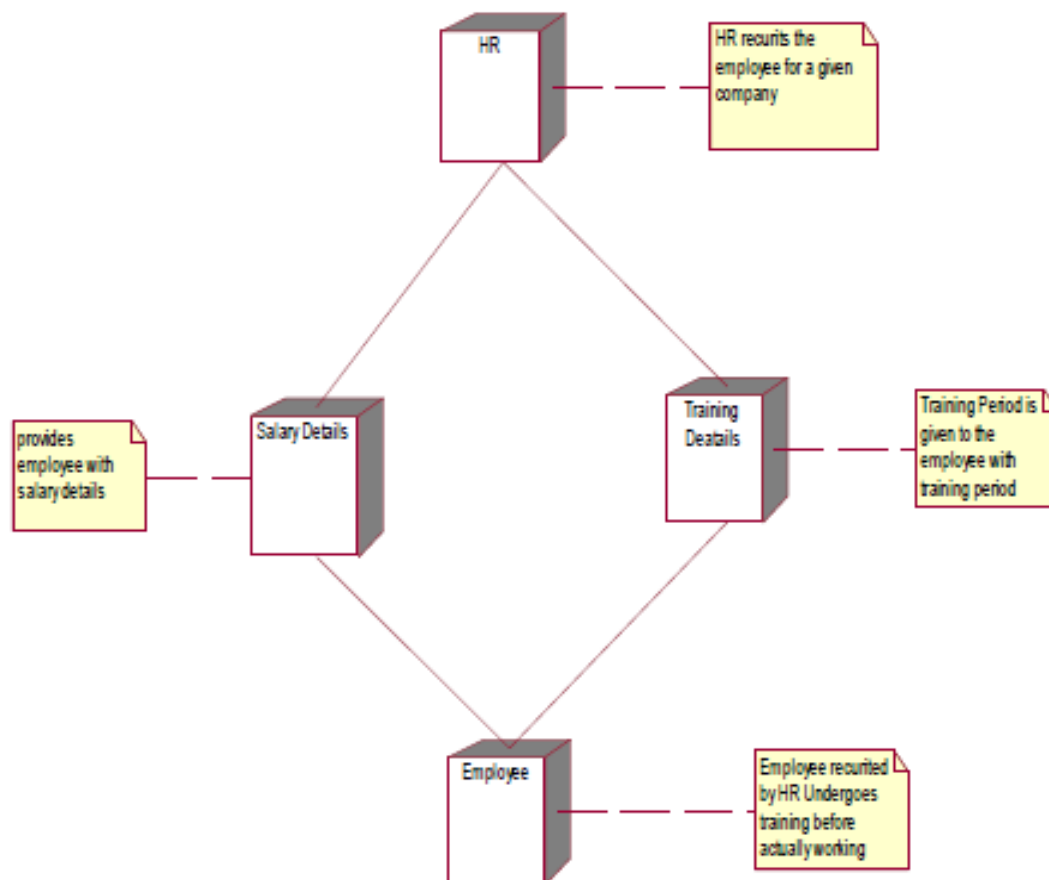 HR
HR recurits the
employee for a given
company
Salary Details
provides
employee with
salary details
Training
Deatails
Training Period is
given to the
employee with
training period
Employee
Employee recurited
by HR Undergoes
training before
actually working